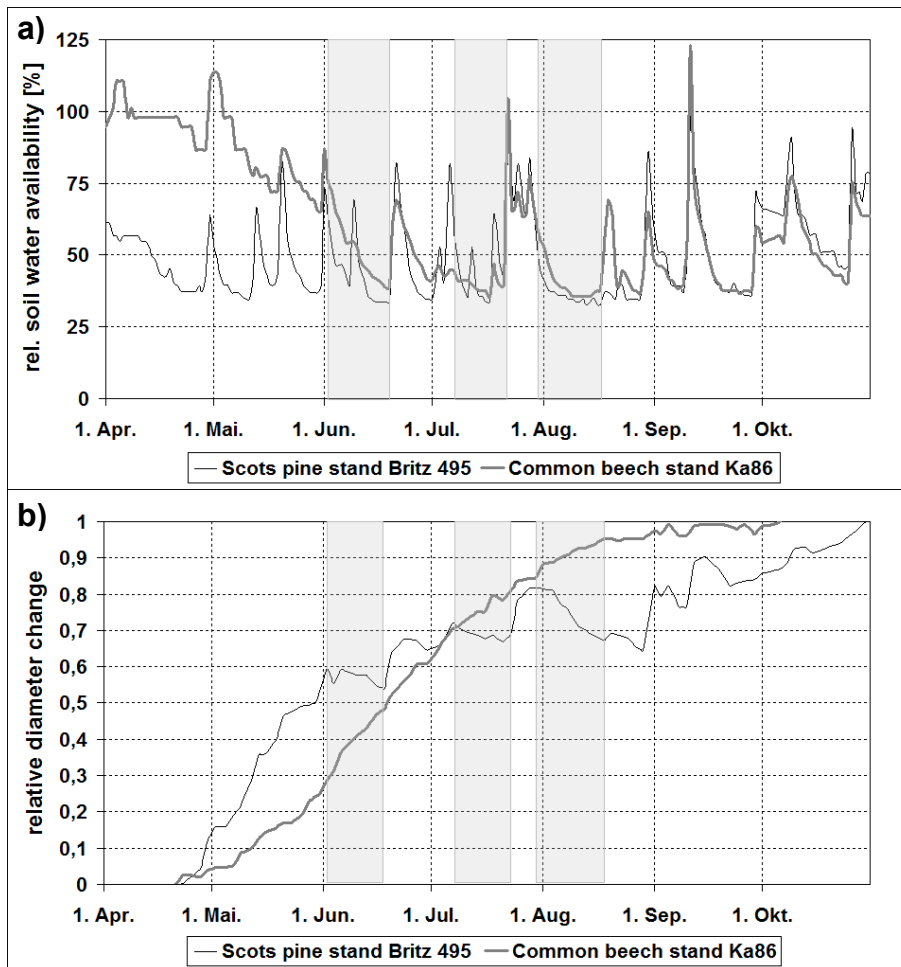 a)
rel. soil water availability [%]
125
100
75
50
25
0
1. Apr.
1. Mai.
1. Jun.
1. Jul.
1. Aug.
1. Sep.
1. Okt.
Scots pine stand Britz 495
Common beech stand Ka86
b)
relative diameter change
1
0,9
0,8
0,7
0,6
0,5
0,4
0,3
0,2
0,1
0
1. Apr.
1. Mai.
1. Jun.
1. Jul.
1. Aug.
1. Sep.
1. Okt.
Scots pine stand Britz 495
Common beech stand Ka86